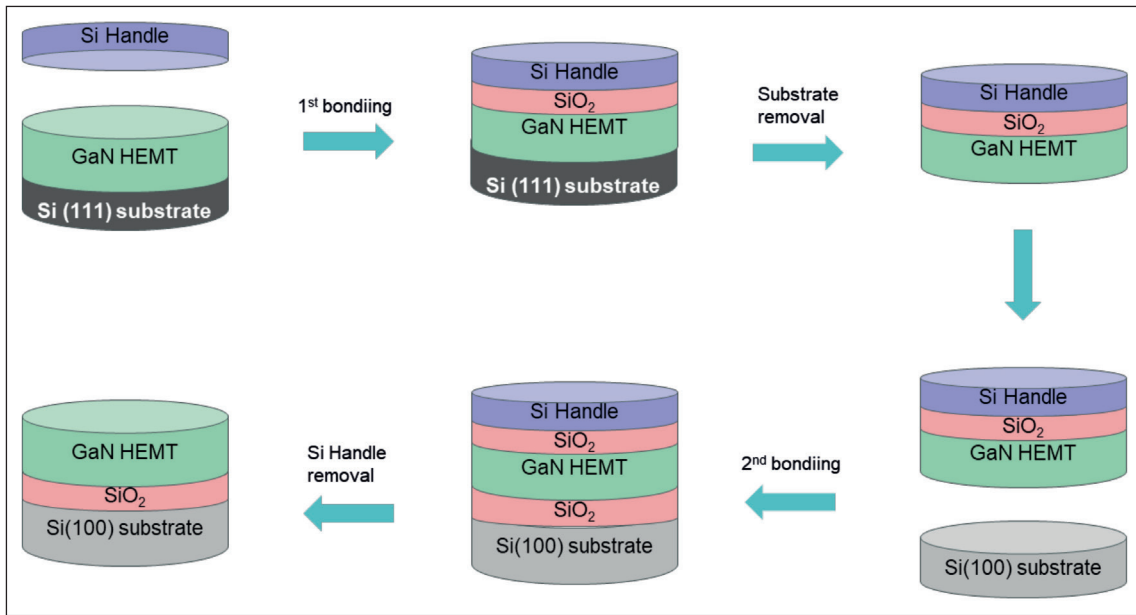 Si Handle
GaN HEMT
Si (111) substrate
1st bondiing
Si Handle
SiO2
GaN HEMT
Si (111) substrate
Substrate
removal
Si Handle
SiO2
GaN HEMT
Si Handle
SiO2
GaN HEMT
Si(100) substrate
2nd bondiing
Si Handle
SiO2
GaN HEMT
SiO2
Si(100) substrate
Si Handle
removal
GaN HEMT
SiO2
Si(100) substrate